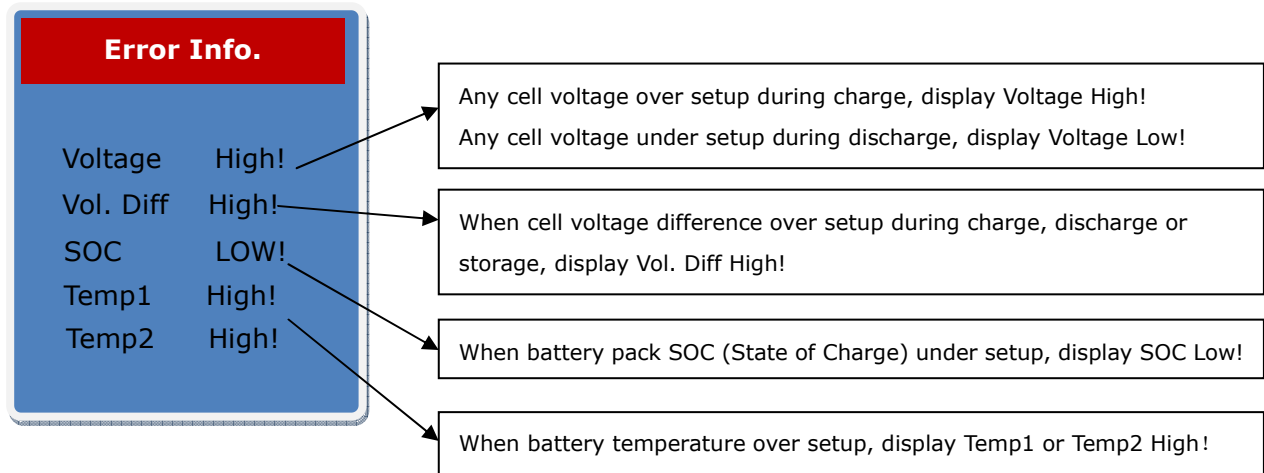 Error Info.
Voltage High!
Vol. Diff High!
SOC LOW!
Temp1 High!
Temp2 High!
Any cell voltage over setup during charge, display Voltage High!
Any cell voltage under setup during discharge, display Voltage Low!
When cell voltage difference over setup during charge, discharge or
storage, display Vol. Diff High!
When battery pack SOC (State of Charge) under setup, display SOC Low!
When battery temperature over setup, display Temp1 or Temp2 High!